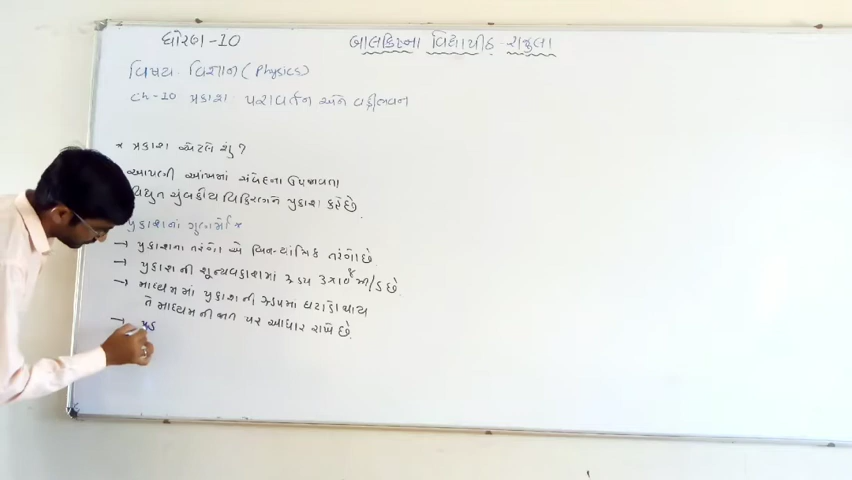 ધોરણ-10
બાલક્રિષ્ના વિદ્યાપીઠ - રાજુલા
વિષય વિજ્ઞાન (Physics)
Ch-10 પ્રકાશ: પરાવર્તન અને વક્રીભવન
* પ્રકાશ એટલે શું?
આપણી આંખમાં સંવેદના ઉપજાવતા
વિદ્યુત ચુંબકીય વિકિરણને પ્રકાશ કહે છે.
પ્રકાશનાં ગુણધર્મો *
→ પ્રકાશના તરંગો એ બિન-યાંત્રિક તરંગો છે.
→ પ્રકાશની શૂન્યાવકાશમાં ઝડપ 3×10⁸ મી/સે છે.
→ માધ્યમમાં પ્રકાશની ઝડપમાં ઘટાડો થાય
તે માધ્યમની જાત પર આધાર રાખે છે.
→